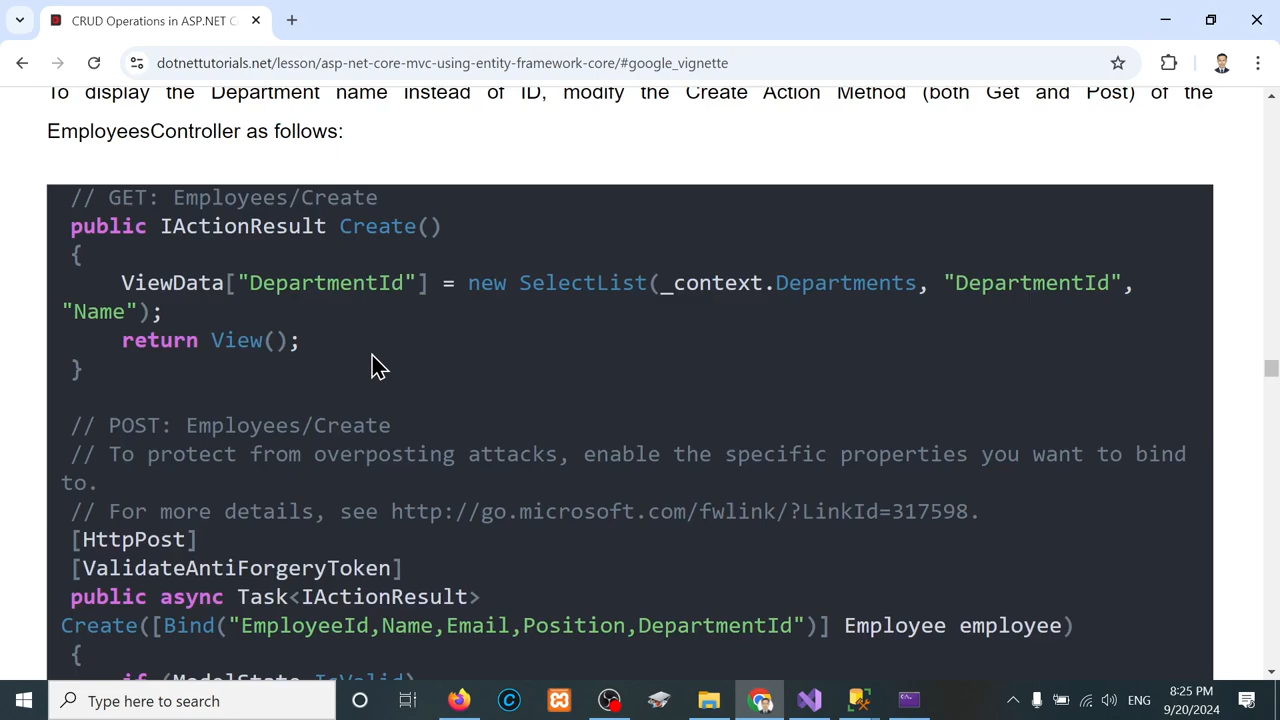 CRUD Operations in ASP.NET C
dotnettutorials.net/lesson/asp-net-core-mvc-using-entity-framework-core/#google_vignette
To display the Department name instead of ID, modify the Create Action Method (both Get and Post) of the
EmployeesController as follows:
// GET: Employees/Create
public IActionResult Create()
{
ViewData["DepartmentId"] = new SelectList(_context.Departments, "DepartmentId",
"Name");
return View();
}
// POST: Employees/Create
// To protect from overposting attacks, enable the specific properties you want to bind
to.
// For more details, see http://go.microsoft.com/fwlink/?LinkId=317598.
[HttpPost]
[ValidateAntiForgeryToken]
public async Task<IActionResult>
Create([Bind("EmployeeId,Name,Email,Position,DepartmentId")] Employee employee)
{
if (ModelState.IsValid)
Type here to search
ENG
8:25 PM
9/20/2024